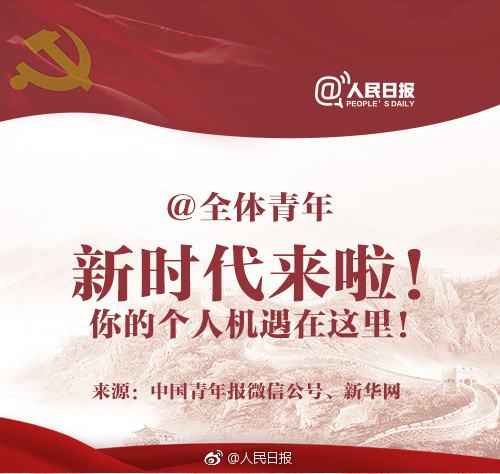 @人民日报
PEOPLE'S DAILY
@全体青年
新时代来啦!
你的个人机遇在这里!
来源:中国青年报微信公号、新华网
@人民日报